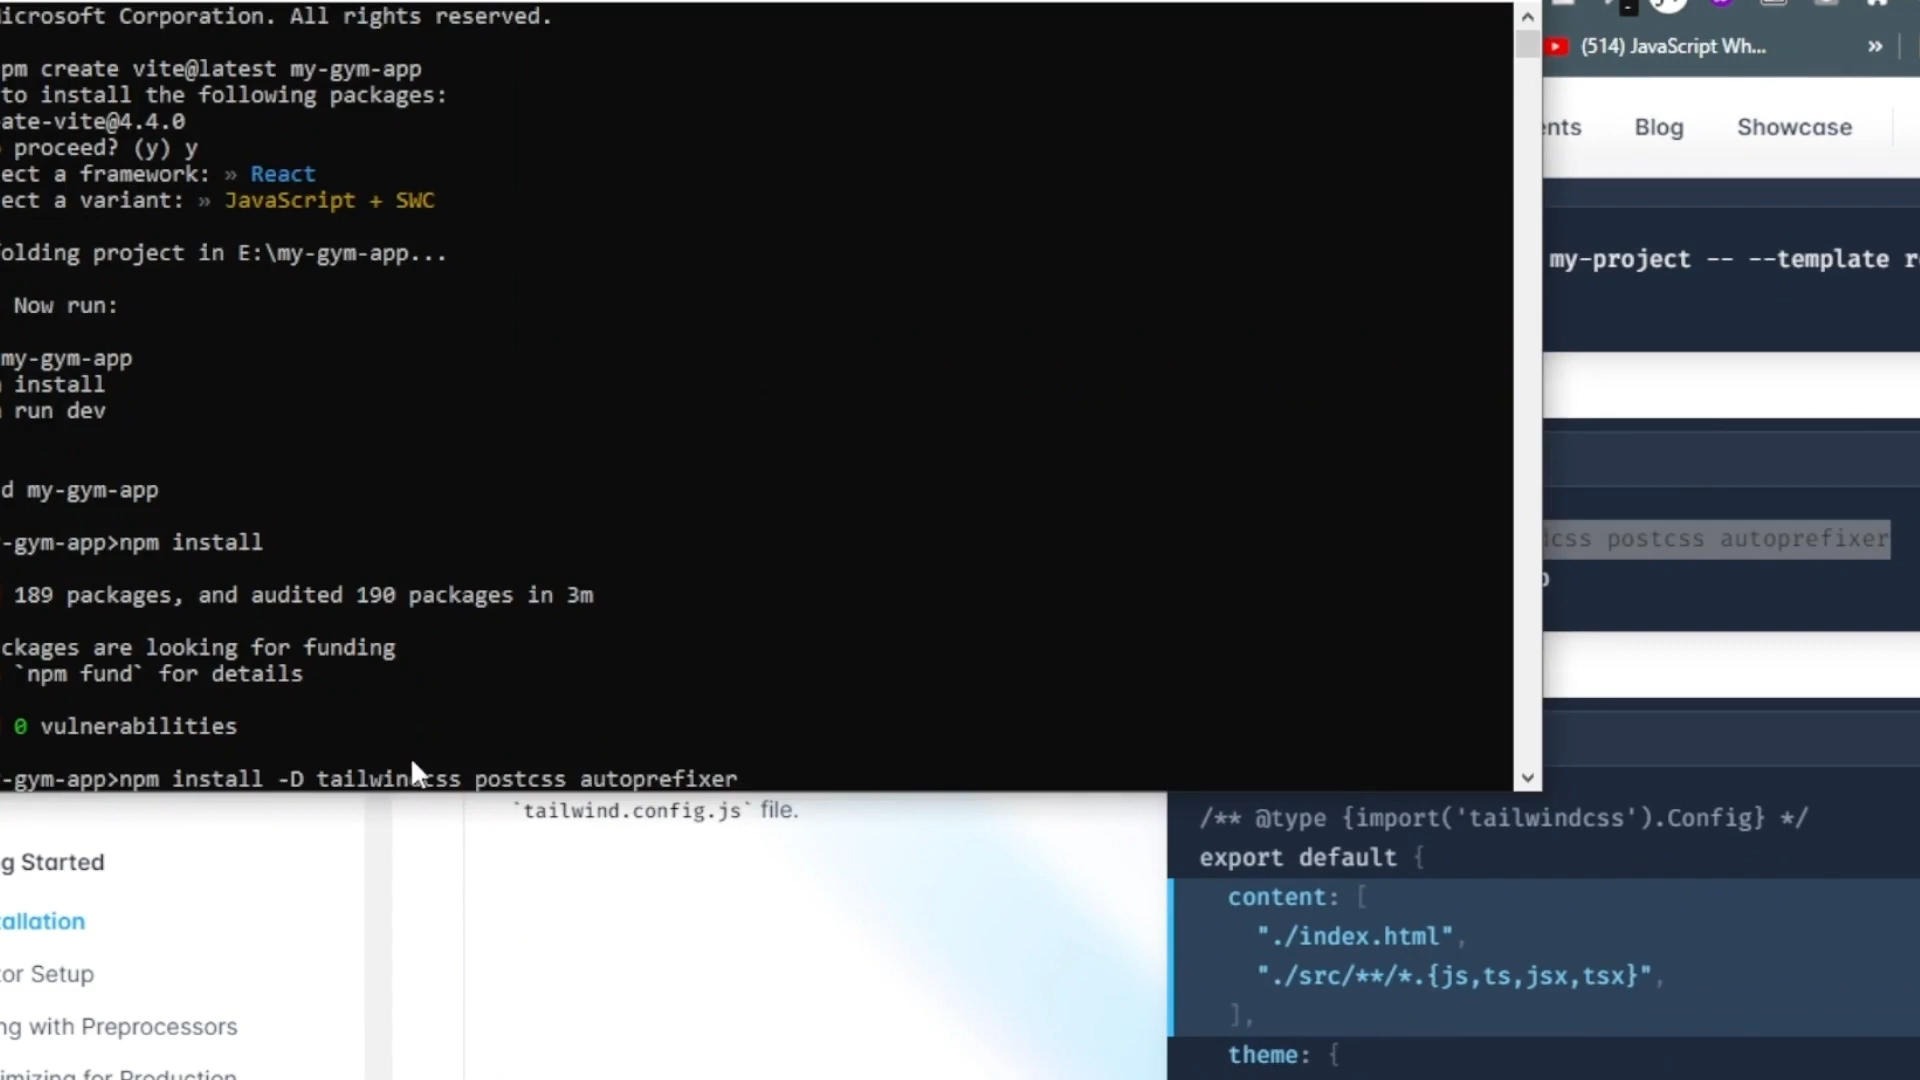 icrosoft Corporation. All rights reserved.
pm create vite@latest my-gym-app
to install the following packages:
ate-vite@4.4.0
proceed? (y) y
ect a framework: » React
ect a variant: » JavaScript + SWC
olding project in E:\my-gym-app...
Now run:
my-gym-app
install
run dev
d my-gym-app
-gym-app>npm install
189 packages, and audited 190 packages in 3m
ckages are looking for funding
`npm fund` for details
0 vulnerabilities
-gym-app>npm install -D tailwindcss postcss autoprefixer
(514) JavaScript Wh...
ents Blog Showcase
my-project -- --template r
css postcss autoprefixer
`tailwind.config.js` file.
g Started
allation
tor Setup
ng with Preprocessors
imizing for Production
/** @type {import('tailwindcss').Config} */
export default {
content: [
"./index.html",
"./src/**/*.{js,ts,jsx,tsx}",
],
theme: {